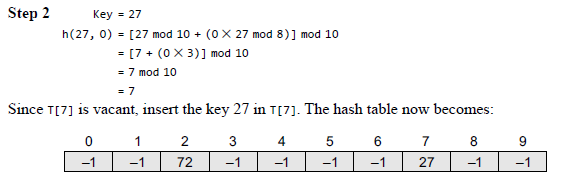 Step 2 Key = 27
h(27, 0) = [27 mod 10 + (0 × 27 mod 8)] mod 10
= [7 + (0 × 3)] mod 10
= 7 mod 10
= 7
Since T[7] is vacant, insert the key 27 in T[7]. The hash table now becomes:
0 1 2 3 4 5 6 7 8 9
–1 –1 72 –1 –1 –1 –1 27 –1 –1